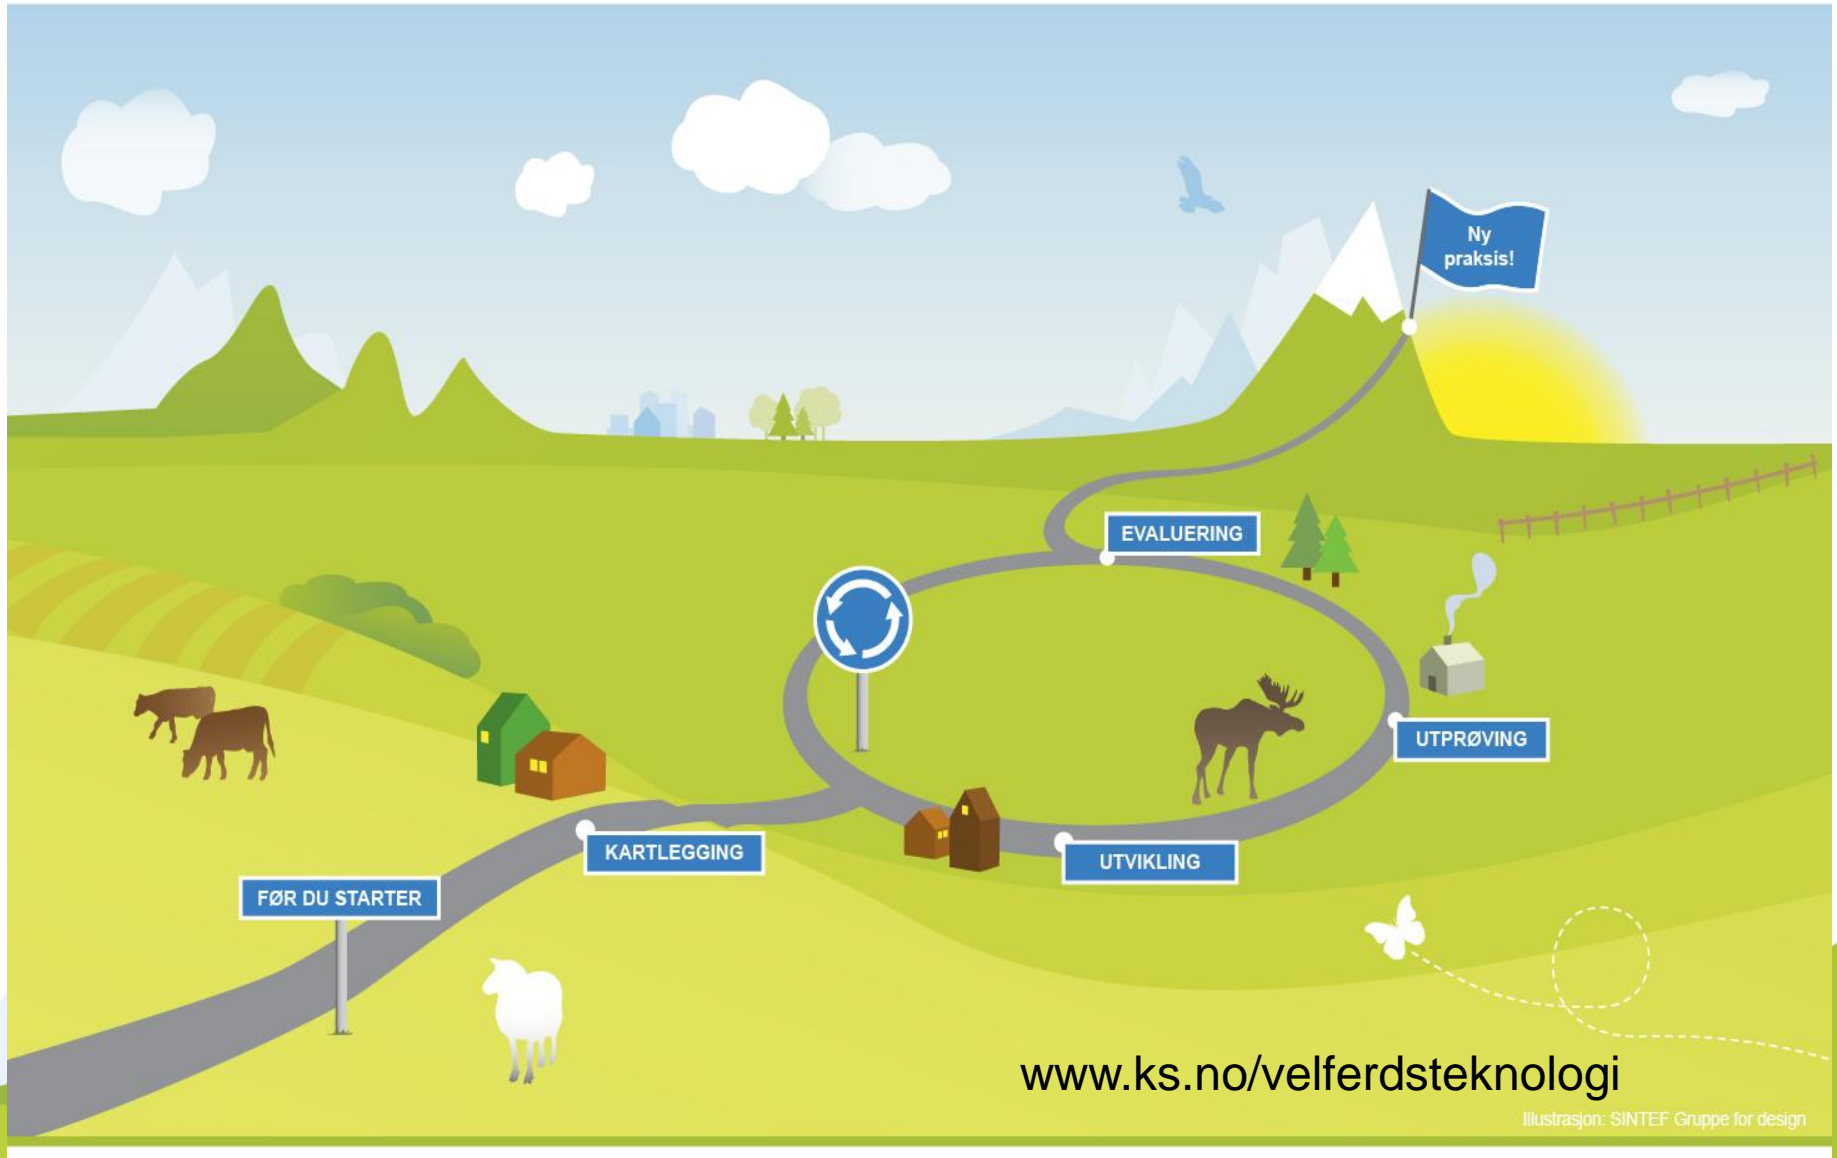 Ny
praksis!
EVALUERING
UTPRØVING
KARTLEGGING
UTVIKLING
FØR DU STARTER
www.ks.no/velferdsteknologi
Illustrasjon: SINTEF Gruppe for design